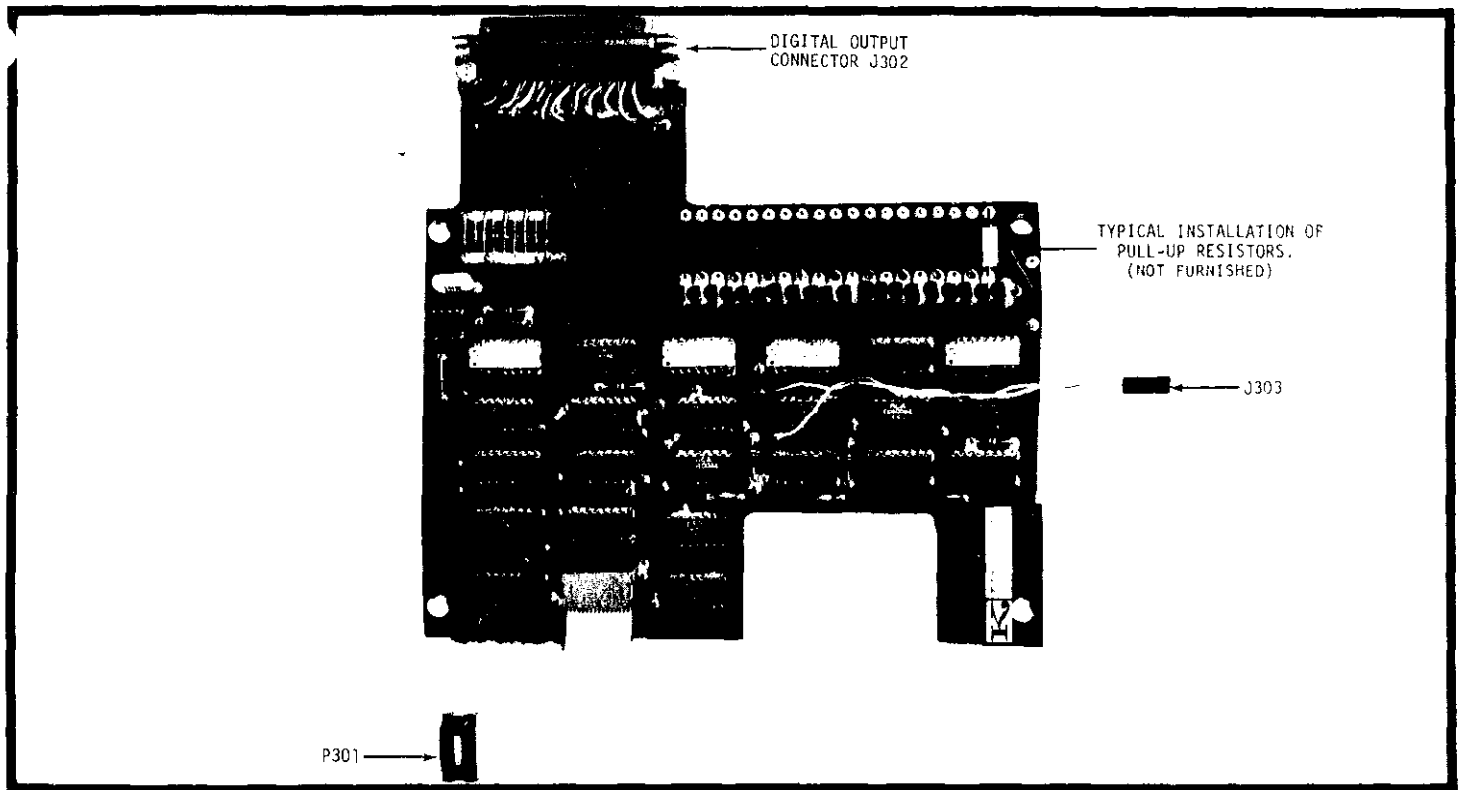 DIGITAL OUTPUT
CONNECTOR J302
TYPICAL INSTALLATION OF
PULL-UP RESISTORS.
(NOT FURNISHED)
J303
P301